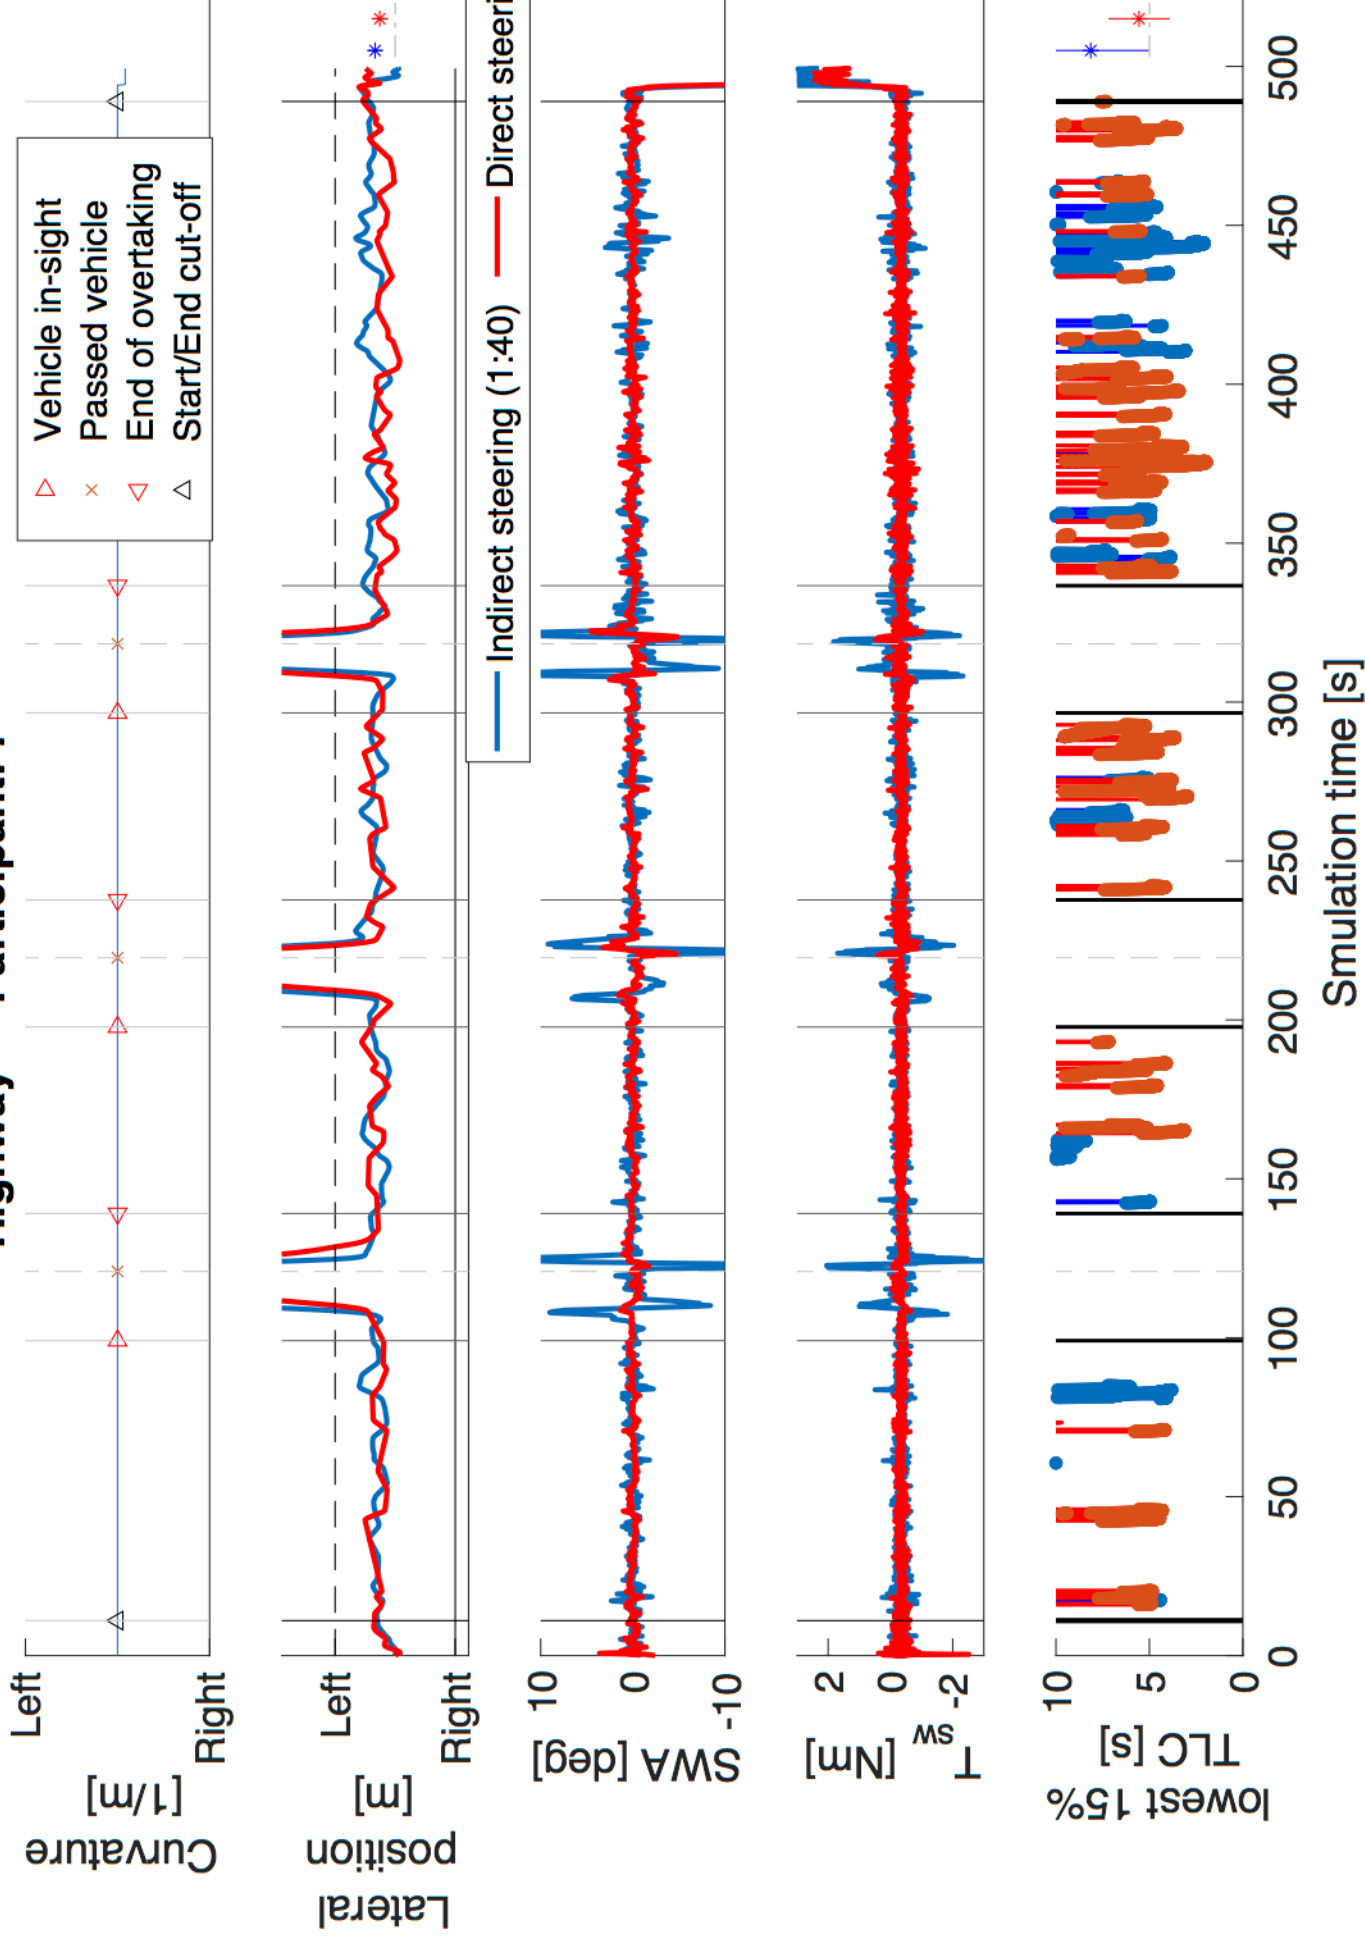 Left
Right
Curvature
[1/m]
Vehicle in-sight
Passed vehicle
End of overtaking
Start/End cut-off
Left
Right
Lateral
position
[m]
Indirect steering (1:40)
10
0
-10
SWA [deg]
2
0
-2
Tsw [Nm]
10
5
0
lowest 15%
TLC [s]
0
50
100
150
200
250
300
350
400
450
500
Smulation time [s]